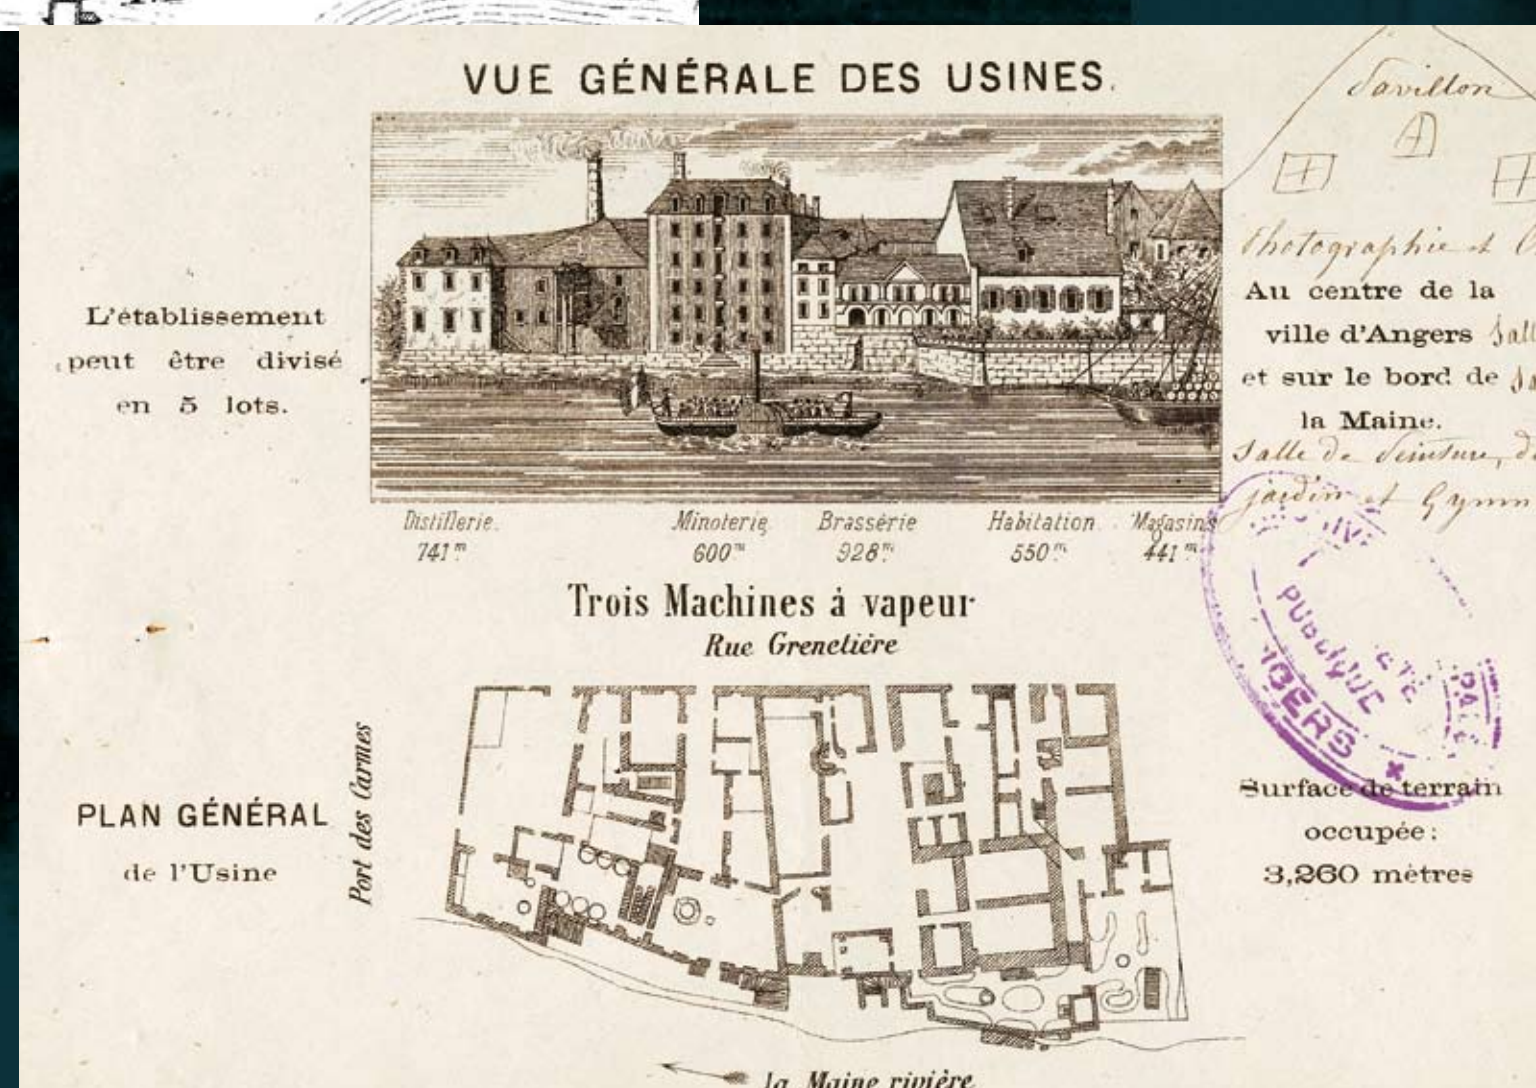 VUE GÉNÉRALE DES USINES.
Pavillon
L'établissement
peut être divisé
en 5 lots.
Photographie et
Au centre de la
ville d'Angers
et sur le bord de
la Maine.
Salle de
jardin et Gymn
Distillerie. Minoterie Brasserie Habitation. Magasins
741m 600m 928m 550m 441m
Trois Machines à vapeur
Rue Grenetière
Port des Carmes
PLAN GÉNÉRAL
de l'Usine
PUBLIQUE
Surface de terrain
occupée:
3,260 mètres
la Maine rivière